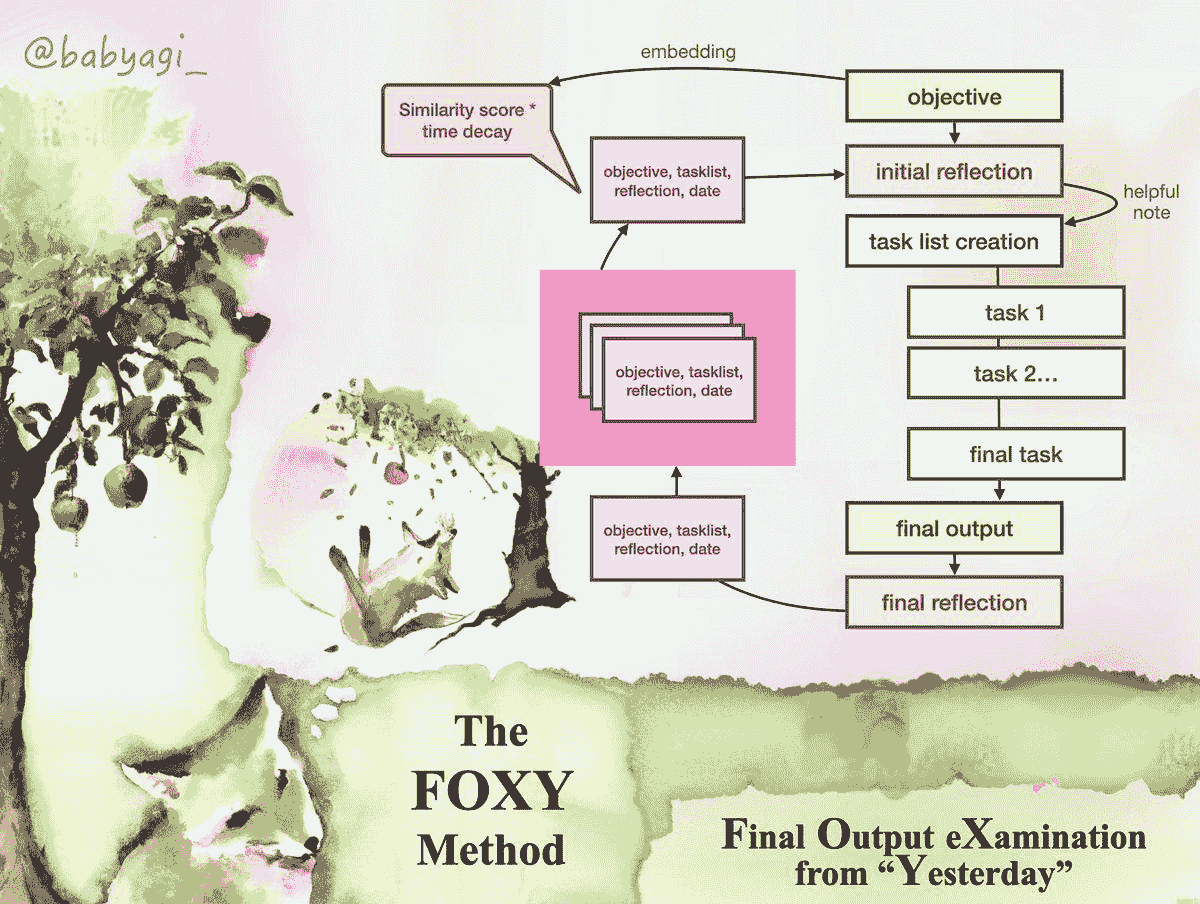 @babyagi_
embedding
Similarity score *
time decay
objective
objective, tasklist,
reflection, date
initial reflection
helpful
note
task list creation
task 1
objective, tasklist,
reflection, date
task 2...
final task
objective, tasklist,
reflection, date
final output
final reflection
The
FOXY
Method
Final Output eXamination
from “Yesterday”